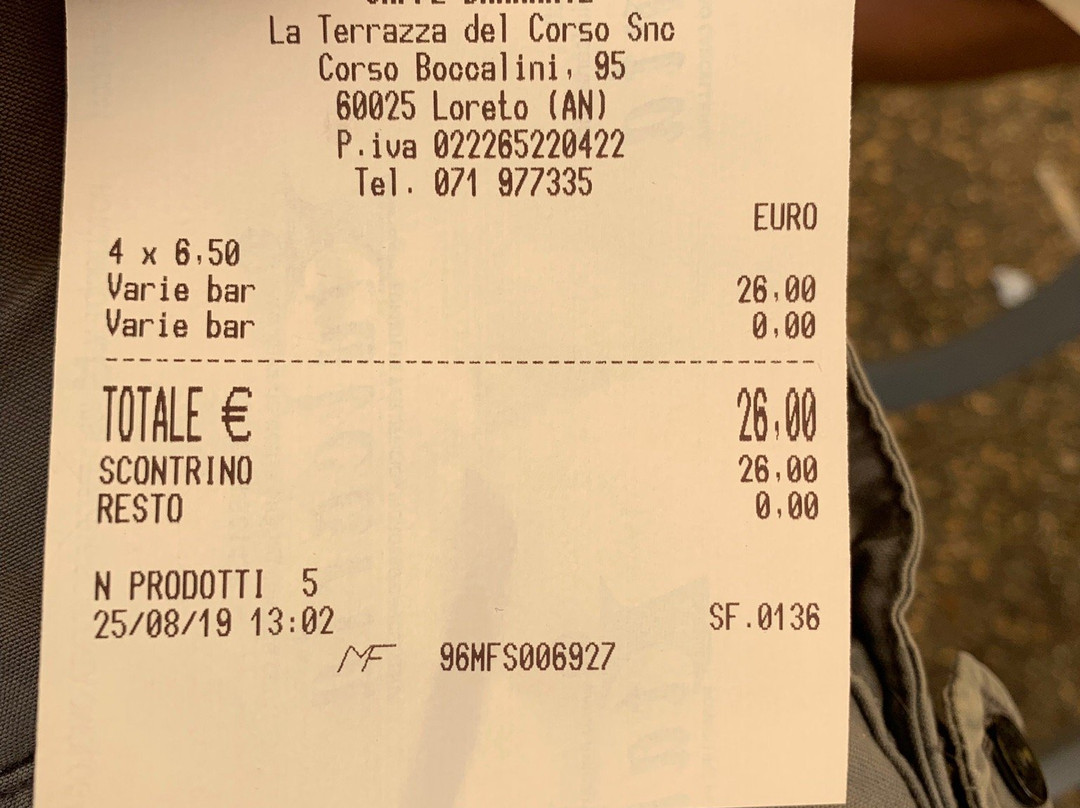 La Terrazza del Corso Snc
Corso Boccalini, 95
60025 Loreto (AN)
P.iva 022265220422
Tel. 071 977335
EURO
4 x 6,50
Varie bar 26,00
Varie bar 0,00
TOTALE € 26,00
SCONTRINO 26,00
RESTO 0,00
N PRODOTTI 5
25/08/19 13:02 SF.0136
MF 96MFS006927